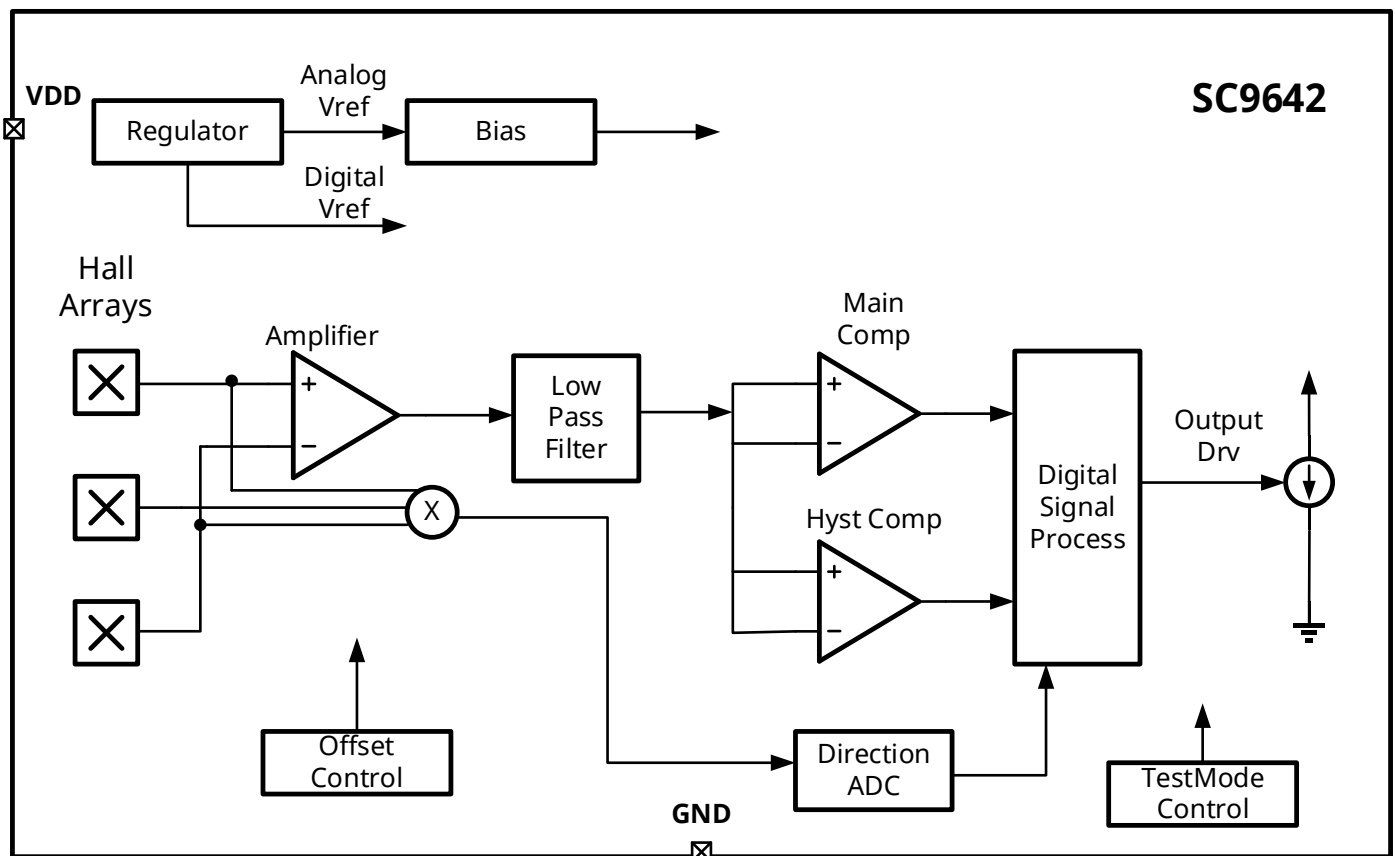 VDD
Analog
Vref
SC9642
Regulator
Bias
Digital
Vref
Hall
Arrays
Main
Comp
Amplifier
+
−
Low
Pass
Filter
+
−
Output
Drv
Digital
Signal
Process
X
Hyst Comp
+
−
Offset
Control
Direction
ADC
TestMode
Control
GND